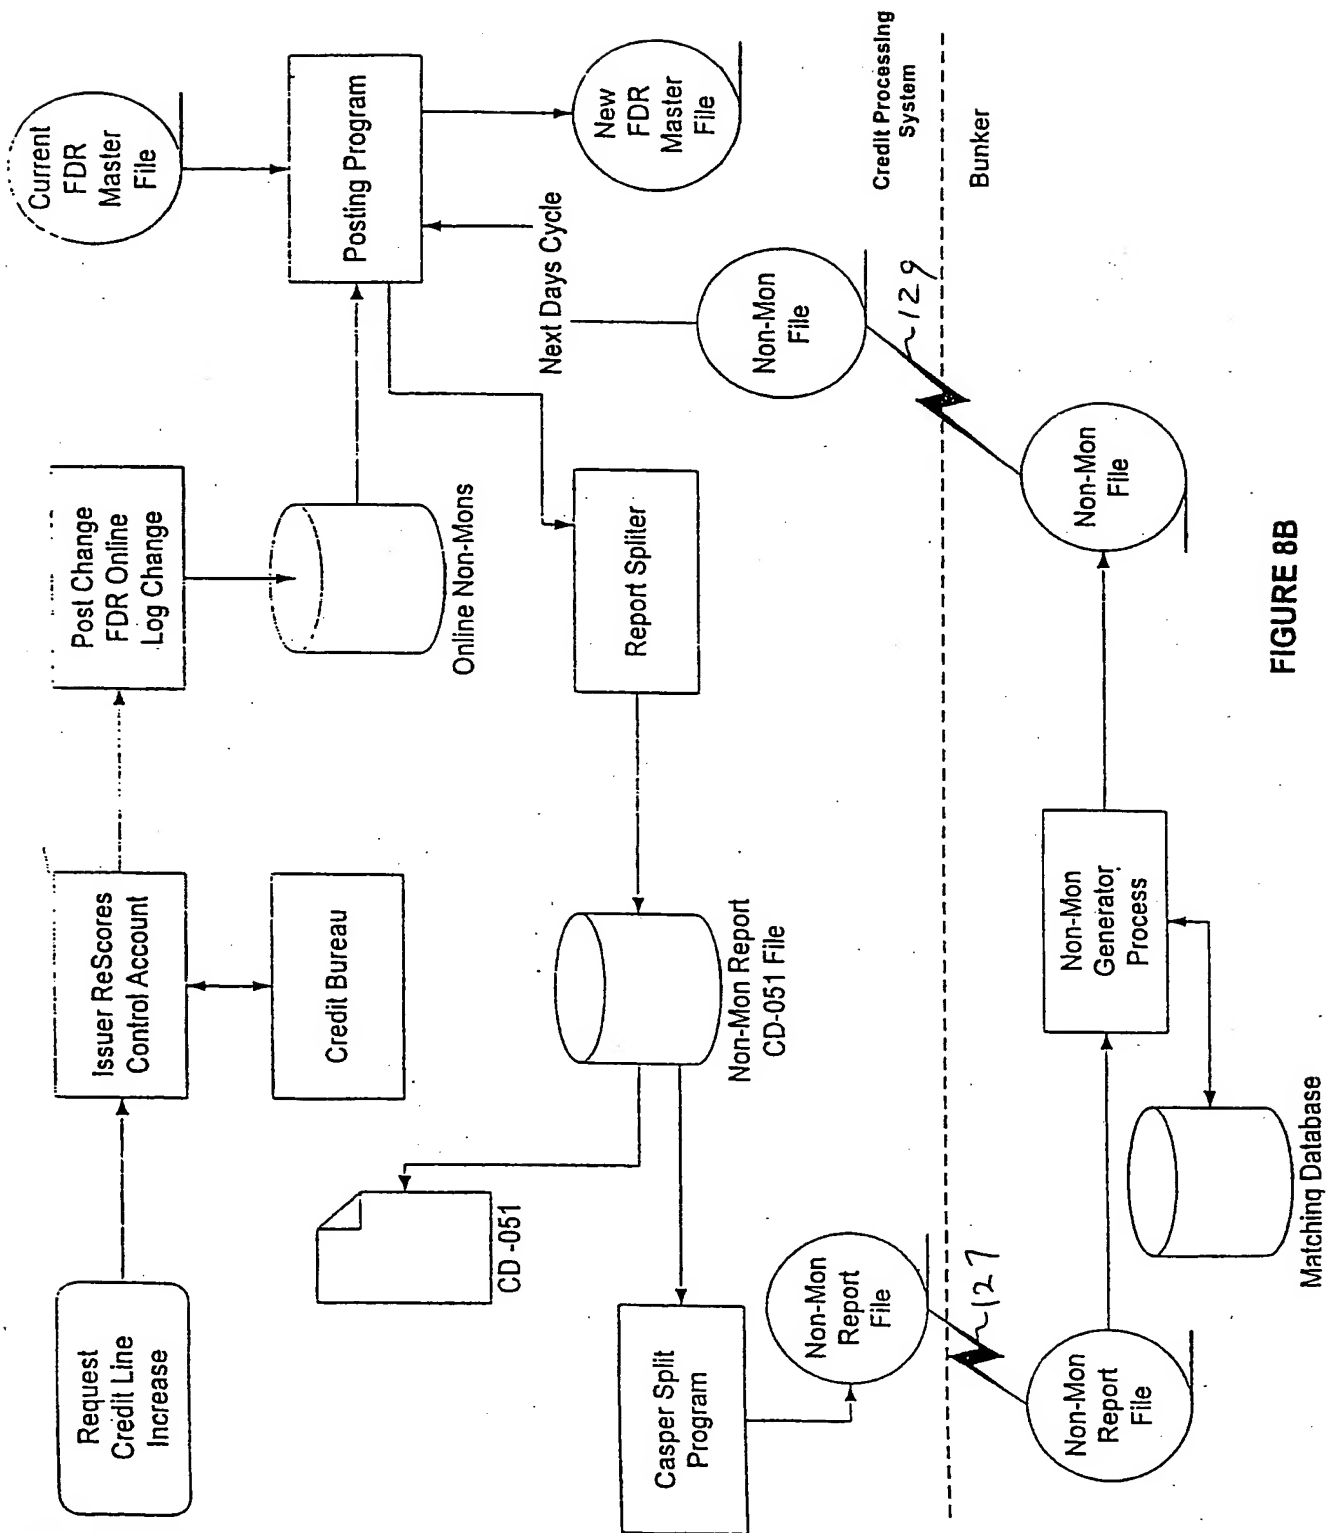 Request
Credit Line
Increase
Issuer ReScores
Control Account
Post Change
FDR Online
Log Change
Current
FDR
Master
File
Credit Bureau
Online Non-Mons
Posting Program
CD -051
Next Days Cycle
New
FDR
Master
File
Report Spliter
Non-Mon Report
CD-051 File
Casper Split
Program
Non-Mon
Report
File
Non-Mon
File
Credit Processing
System
~127
~129
Bunker
Non-Mon
Report
File
Non-Mon
Generator
Process
Non-Mon
File
Matching Database
FIGURE 8B